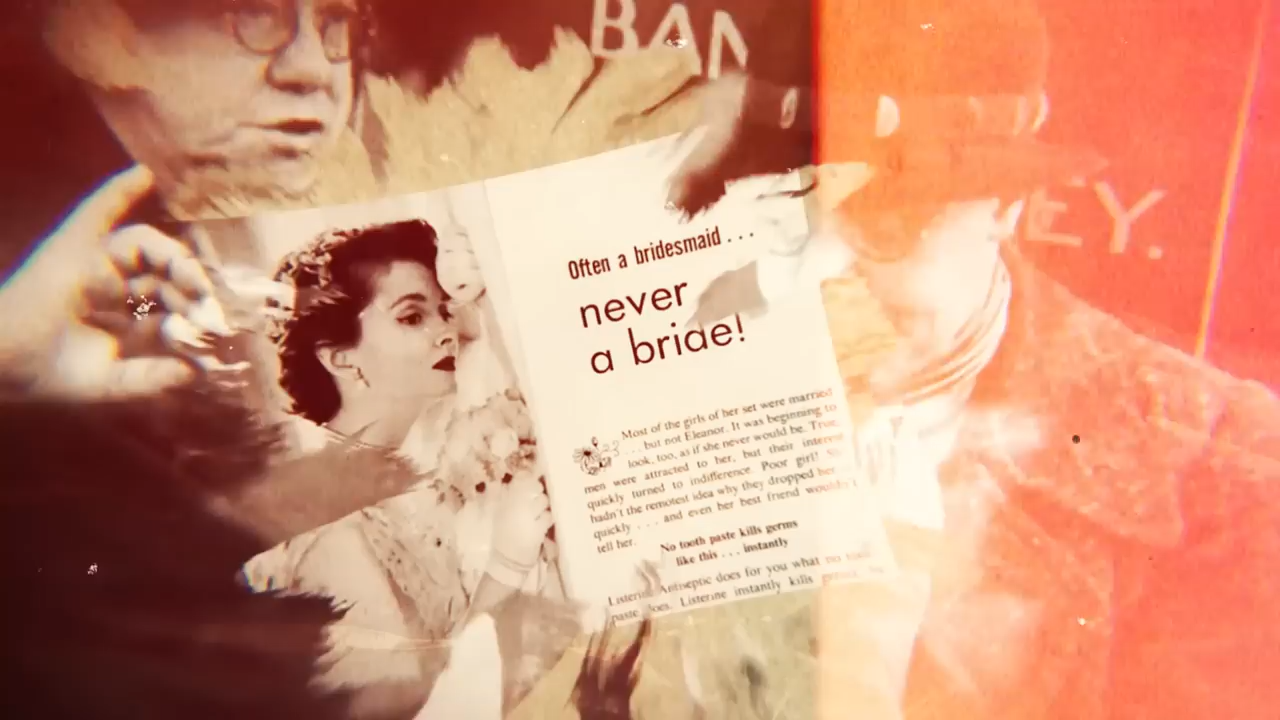 BAN
EY.
Often a bridesmaid . . .
never
a bride!
Most of the girls of her set were married
. . . but not Eleanor. It was beginning to
look, too, as if she never would be. True,
men were attracted to her, but their interest
quickly turned to indifference. Poor girl! She
hadn't the remotest idea why they dropped her
quickly . . . and even her best friend wouldn't
tell her.
No tooth paste kills germs
like this . . . instantly
Listerine Antiseptic does for you what no tooth
paste does. Listerine instantly kills germs